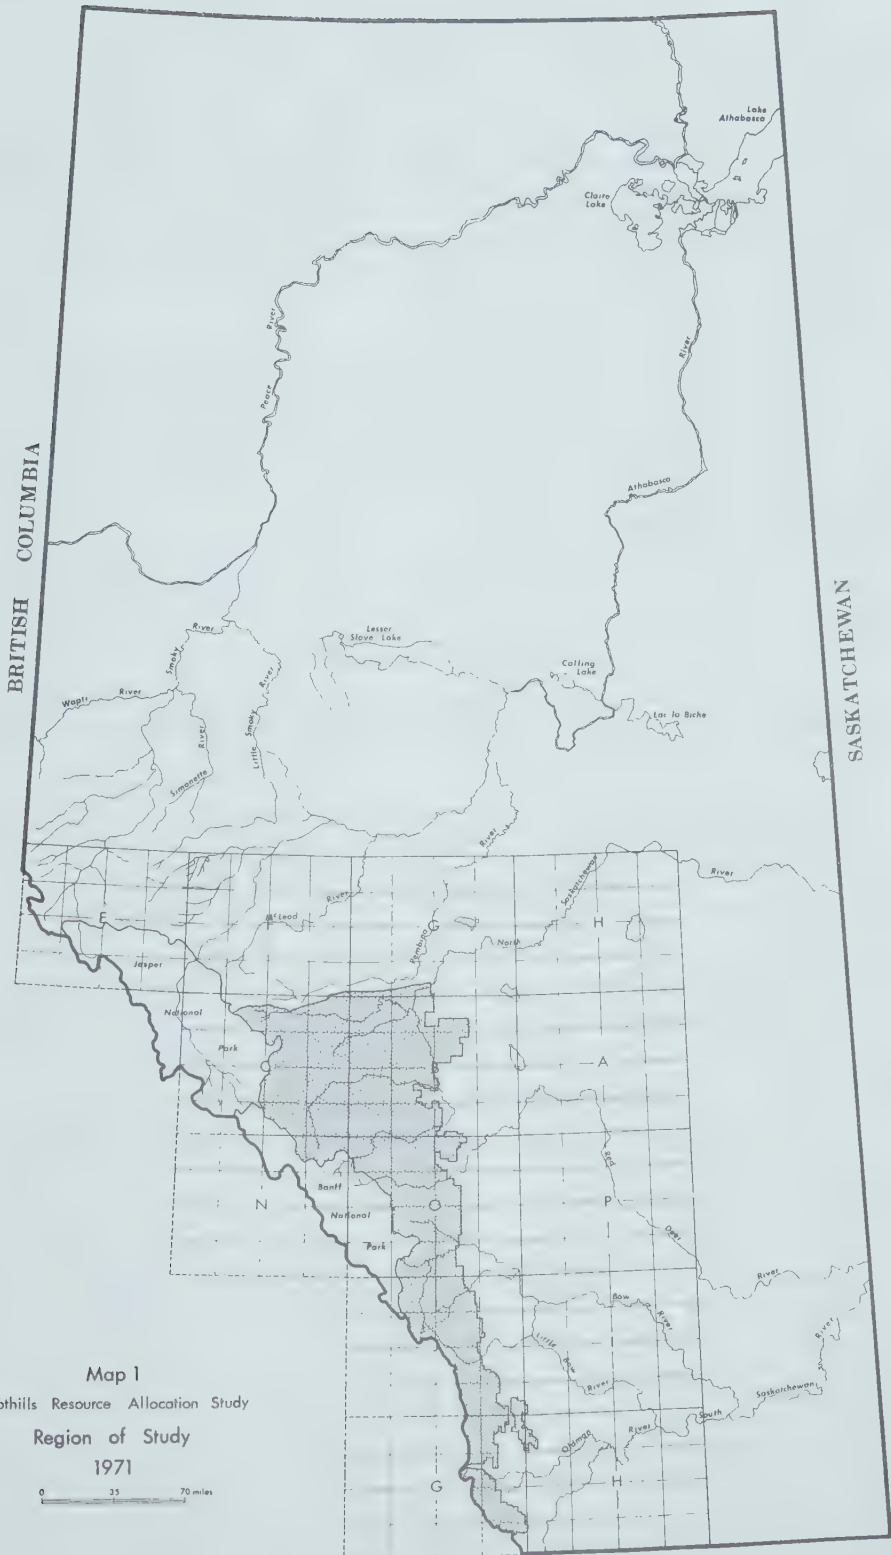 Lake
Athabasca
Claire
Lake
River
Peace
River
Athabasca
BRITISH COLUMBIA
SASKATCHEWAN
Lesser
Slave Lake
River
Smoky
Wapiti River
River
Smoky
Little
River
Simonette
Calling
Lake
Lac la Biche
River
Saskatchewan
River
North
Pembina
McLeod River
E
G
H
Jasper
National
Park
C
B
A
Red
Deer
River
Banff
National
Park
N
O
P
Bow
River
Little
Bow
River
River
Saskatchewan
South
River
Oldman
G
H
Map 1
othills Resource Allocation Study
Region of Study
1971
0 35 70 miles